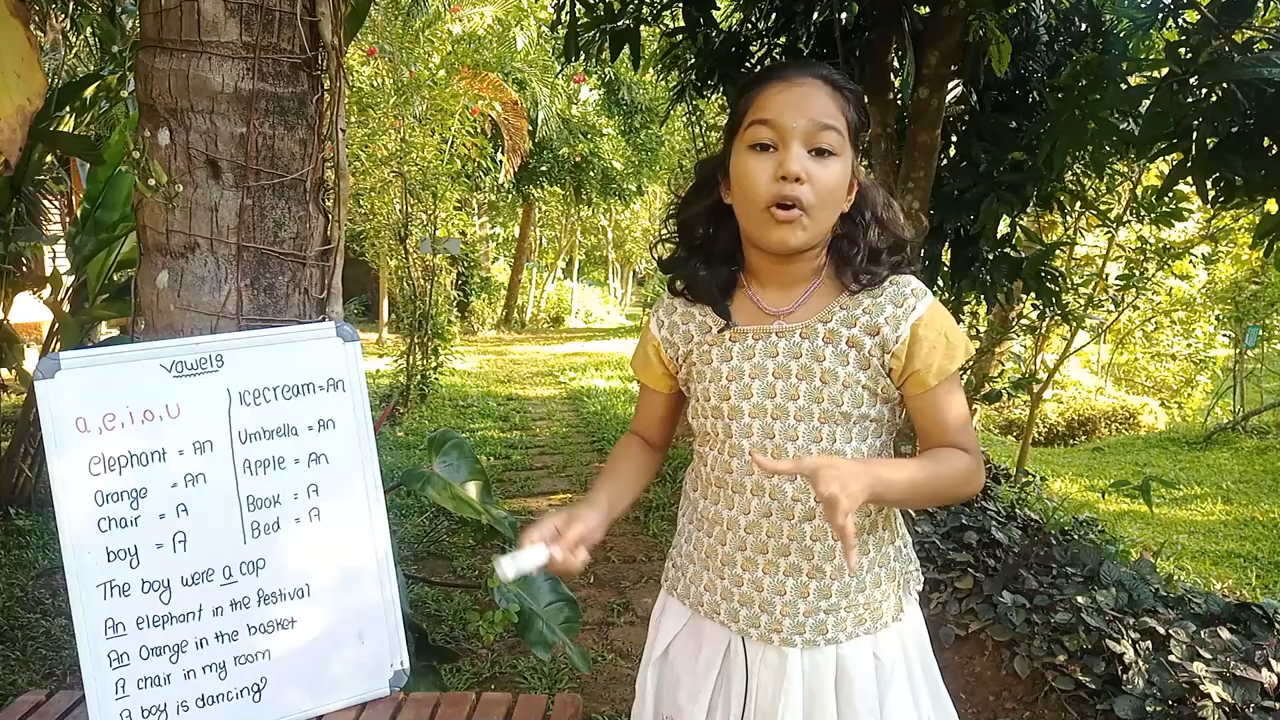 Vowels
a, e, i, o, u
elephant = An
Orange = An
Chair = A
boy = A
Icecream = An
Umbrella = An
Apple = An
Book = A
Bed = A
The boy were a cap
An elephant in the festival
An Orange in the basket
A chair in my room
A boy is dancing